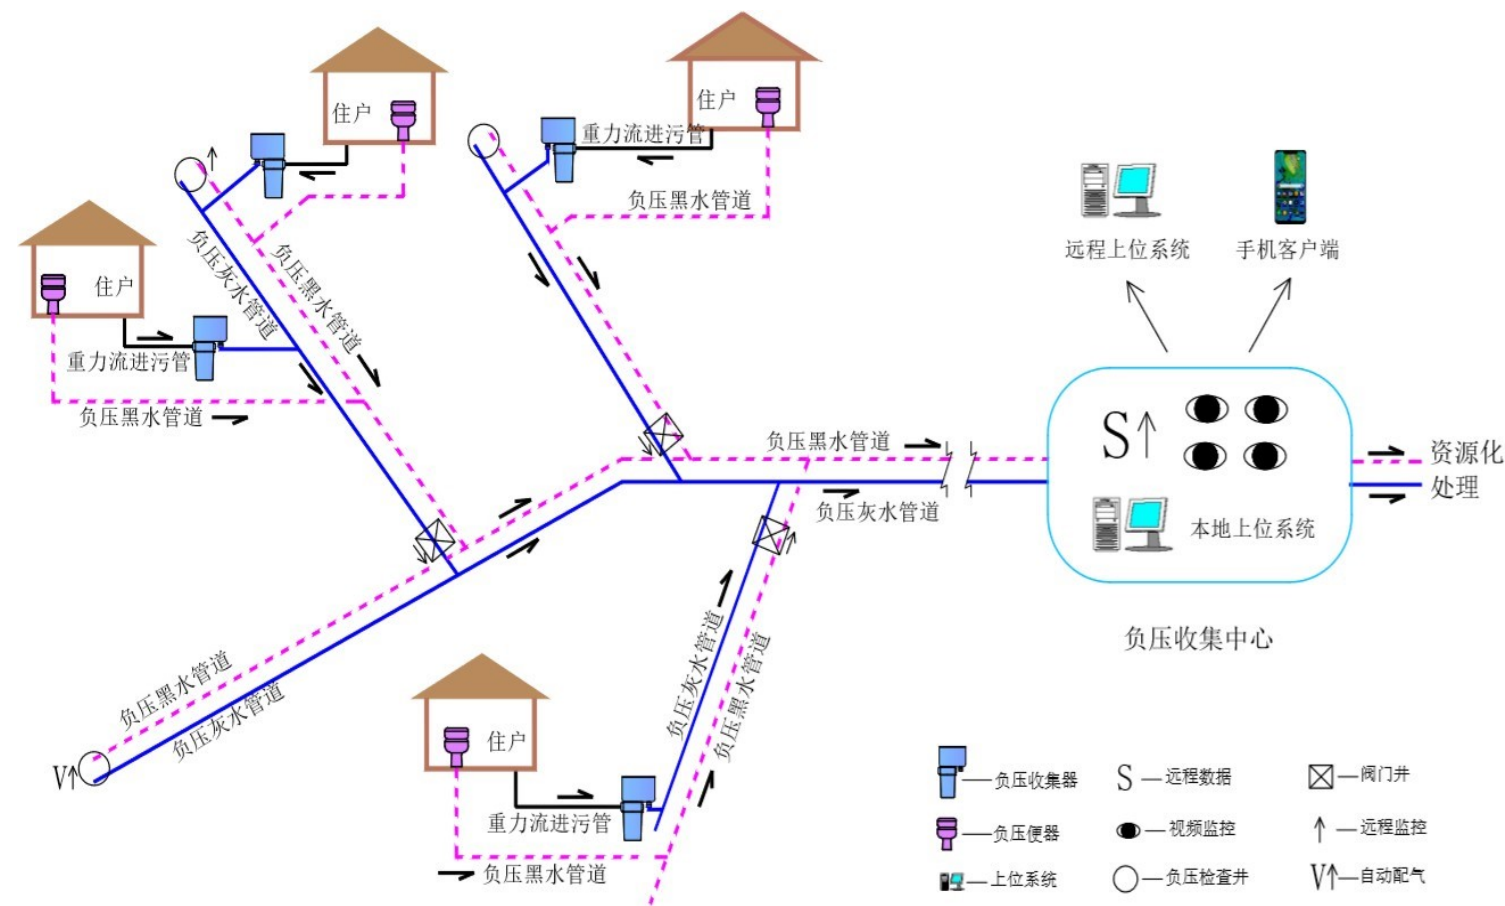 住户
住户
重力流进污管
负压黑水管道
负压灰水管道
负压黑水管道
住户
重力流进污管
负压黑水管道
远程上位系统
手机客户端
负压黑水管道
负压灰水管道
S
资源化
处理
本地上位系统
负压收集中心
负压黑水管道
负压灰水管道
V
负压灰水管道
负压黑水管道
住户
重力流进污管
负压黑水管道
负压收集器
S—远程数据
阀门井
负压便器
视频监控
远程监控
上位系统
负压检查井
V↑—自动配气